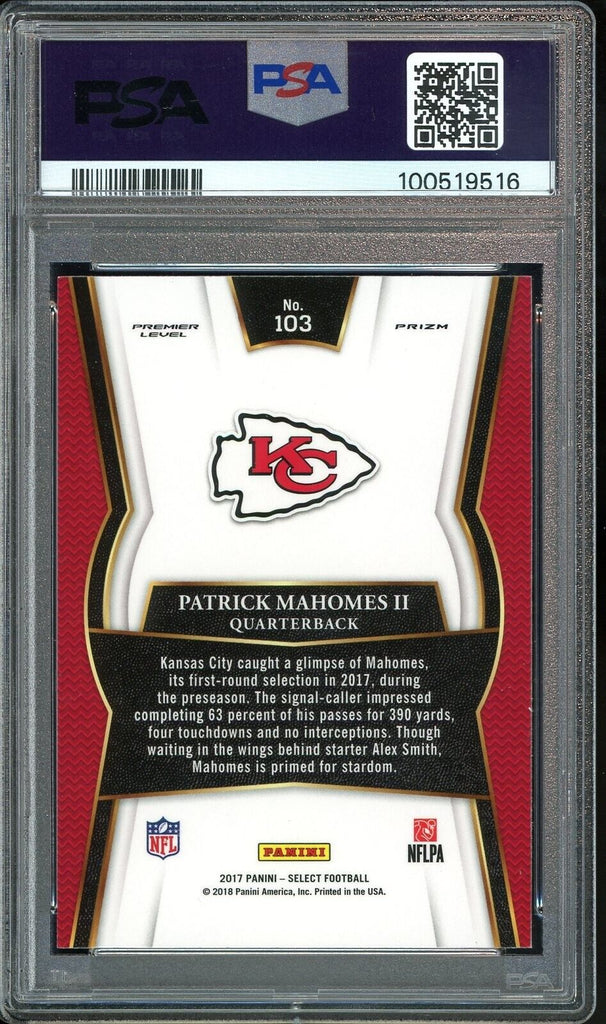 PSA
PSA
100519516
No.
103
PREMIER
LEVEL
PRIZM
KC
PATRICK MAHOMES II
QUARTERBACK
Kansas City caught a glimpse of Mahomes,
its first-round selection in 2017, during
the preseason. The signal-caller impressed
completing 63 percent of his passes for 390 yards,
four touchdowns and no interceptions. Though
waiting in the wings behind starter Alex Smith,
Mahomes is primed for stardom.
NFL
PANINI
NFLPA
2017 PANINI – SELECT FOOTBALL
© 2018 Panini America, Inc. Printed in the USA.
PSA